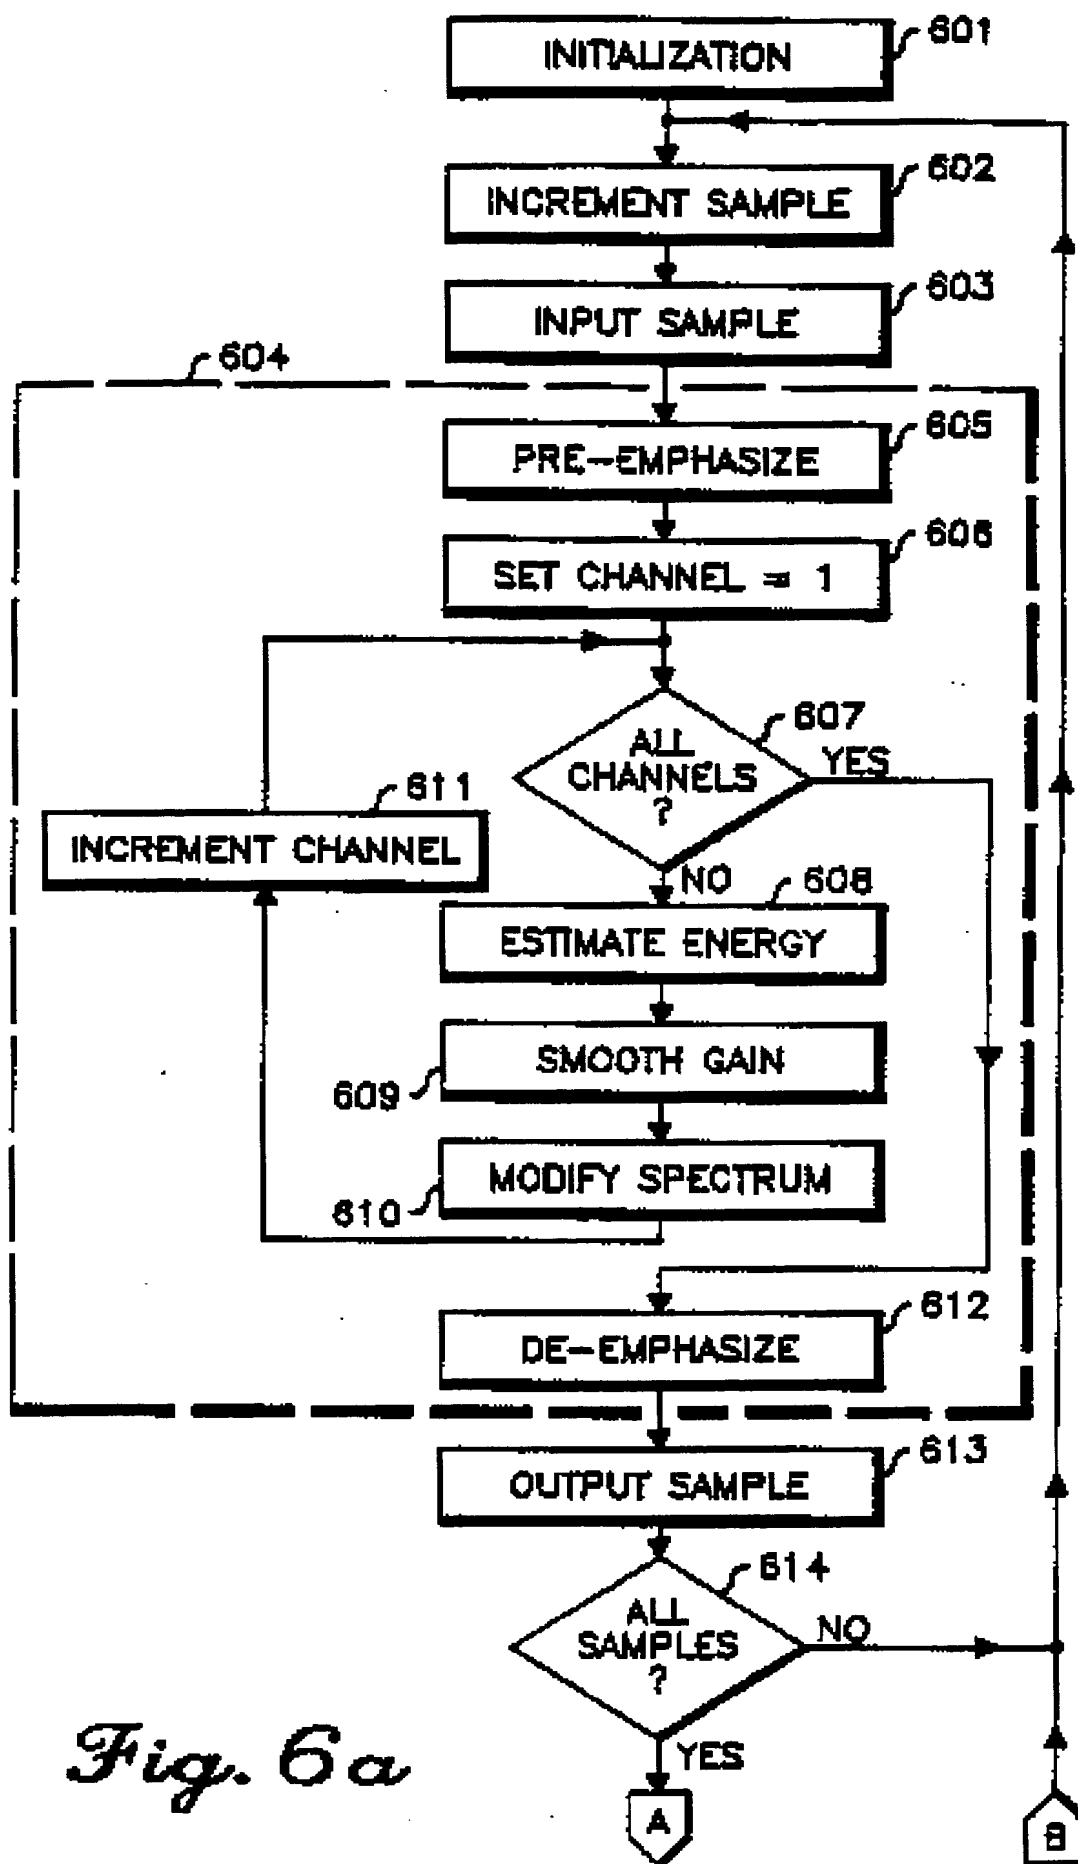 601
INITIALIZATION
602
INCREMENT SAMPLE
603
INPUT SAMPLE
604
605
PRE-EMPHASIZE
606
SET CHANNEL = 1
607
ALL
CHANNELS
?
YES
611
INCREMENT CHANNEL
NO
608
ESTIMATE ENERGY
SMOOTH GAIN
609
MODIFY SPECTRUM
610
612
DE-EMPHASIZE
613
OUTPUT SAMPLE
614
ALL
SAMPLES
?
NO
YES
Fig. 6a
A
B